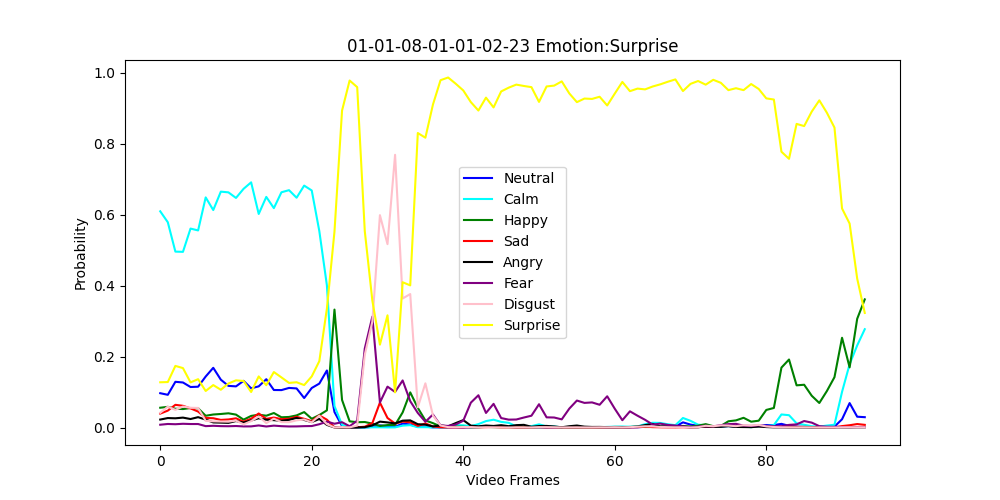 01-01-08-01-01-02-23 Emotion:Surprise
1.0
0.8
0.6
0.4
0.2
0.0
Probability
Neutral
Calm
Happy
Sad
Angry
Fear
Disgust
Surprise
0 20 40 60 80
Video Frames